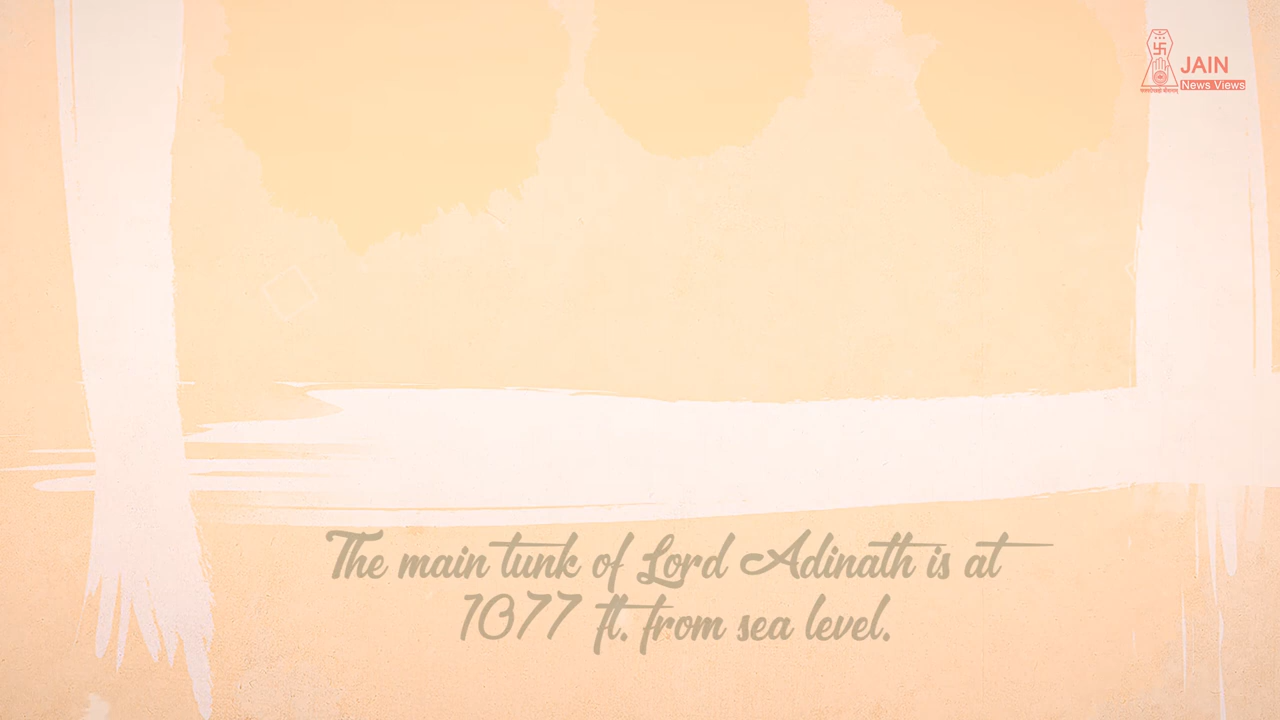 JAIN
News Views
The main tunk of Lord Adinath is at
1077 ft. from sea level.